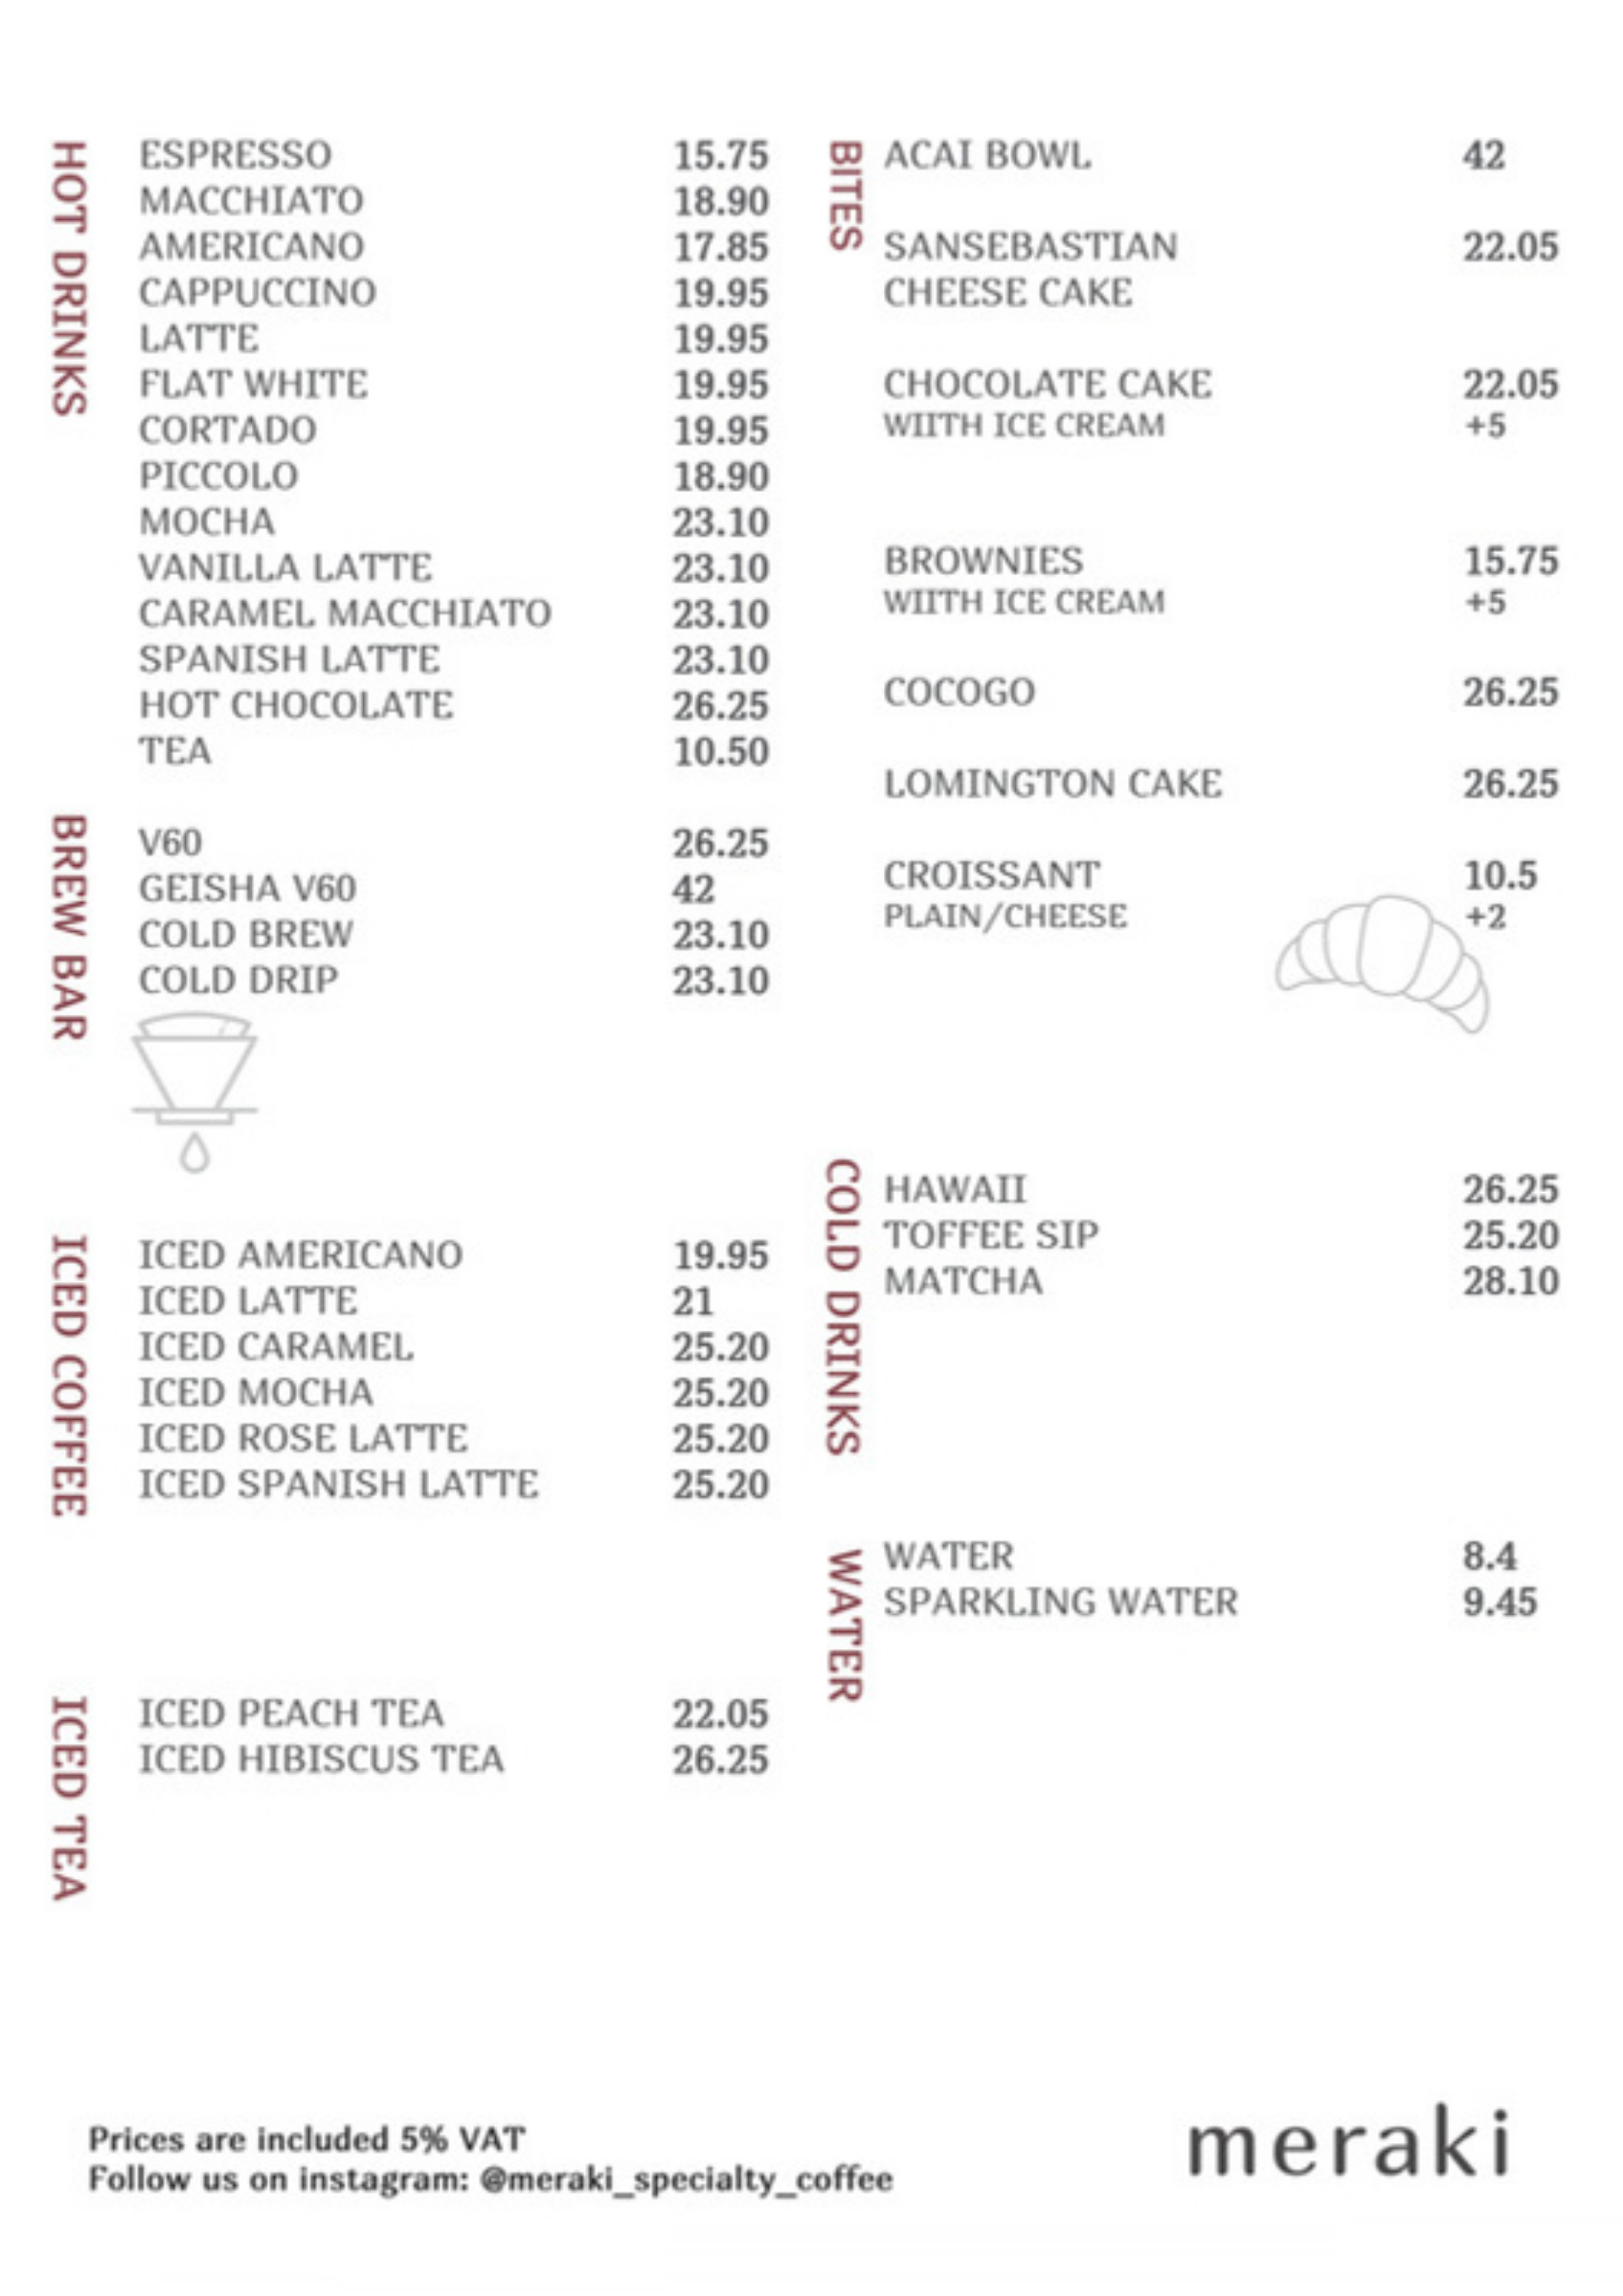 HOT DRINKS
ESPRESSO 15.75
MACCHIATO 18.90
AMERICANO 17.85
CAPPUCCINO 19.95
LATTE 19.95
FLAT WHITE 19.95
CORTADO 19.95
PICCOLO 18.90
MOCHA 23.10
VANILLA LATTE 23.10
CARAMEL MACCHIATO 23.10
SPANISH LATTE 23.10
HOT CHOCOLATE 26.25
TEA 10.50
BREW BAR
V60 26.25
GEISHA V60 42
COLD BREW 23.10
COLD DRIP 23.10
ICED COFFEE
ICED AMERICANO 19.95
ICED LATTE 21
ICED CARAMEL 25.20
ICED MOCHA 25.20
ICED ROSE LATTE 25.20
ICED SPANISH LATTE 25.20
ICED TEA
ICED PEACH TEA 22.05
ICED HIBISCUS TEA 26.25
BITES
ACAI BOWL 42
SANSEBASTIAN 22.05
CHEESE CAKE
CHOCOLATE CAKE 22.05
WIITH ICE CREAM +5
BROWNIES 15.75
WIITH ICE CREAM +5
COCOGO 26.25
LOMINGTON CAKE 26.25
CROISSANT 10.5
PLAIN/CHEESE +2
COLD DRINKS
HAWAII 26.25
TOFFEE SIP 25.20
MATCHA 28.10
WATER
WATER 8.4
SPARKLING WATER 9.45
Prices are included 5% VAT
Follow us on instagram: @meraki_specialty_coffee
meraki